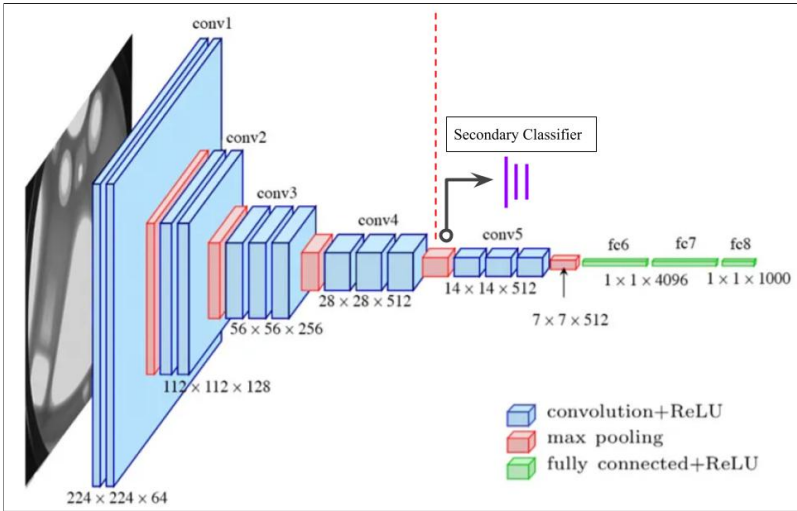 conv1
conv2
conv3
conv4
conv5
Secondary Classifier
fc6
fc7
fc8
1 × 1 × 4096
1 × 1 × 1000
14 × 14 × 512
28 × 28 × 512
7 × 7 × 512
56 × 56 × 256
112 × 112 × 128
224 × 224 × 64
convolution+ReLU
max pooling
fully connected+ReLU